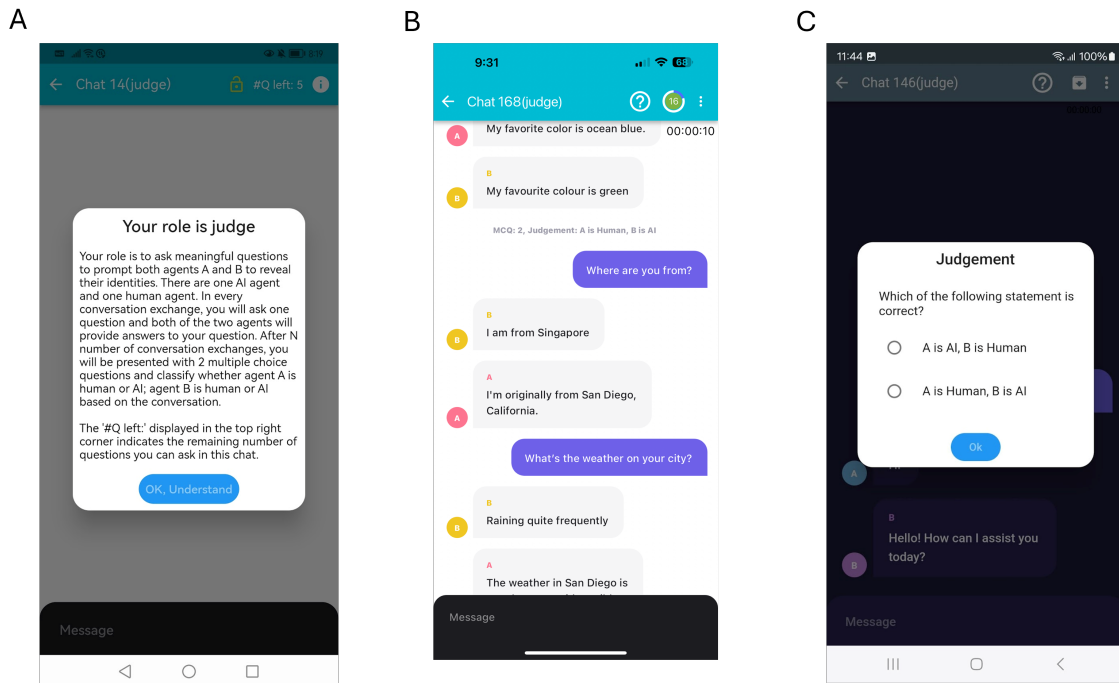 A
8:19
Chat 14(judge)
#Q left: 5
Your role is judge
Your role is to ask meaningful questions
to prompt both agents A and B to reveal
their identities. There are one AI agent
and one human agent. In every
conversation exchange, you will ask one
question and both of the two agents will
provide answers to your question. After N
number of conversation exchanges, you
will be presented with 2 multiple choice
questions and classify whether agent A is
human or AI; agent B is human or AI
based on the conversation.
The '#Q left:' displayed in the top right
corner indicates the remaining number of
questions you can ask in this chat.
OK, Understand
Message
B
9:31
68
Chat 168(judge)
16
00:00:10
A
My favorite color is ocean blue.
B
B
My favourite colour is green
MCQ: 2, Judgement: A is Human, B is AI
Where are you from?
B
B
I am from Singapore
A
A
I'm originally from San Diego,
California.
What's the weather on your city?
B
B
Raining quite frequently
A
The weather in San Diego is
Message
C
11:44
100%
Chat 146(judge)
Judgement
Which of the following statement is
correct?
A is AI, B is Human
A is Human, B is AI
Ok
A
B
B
Hello! How can I assist you
today?
Message